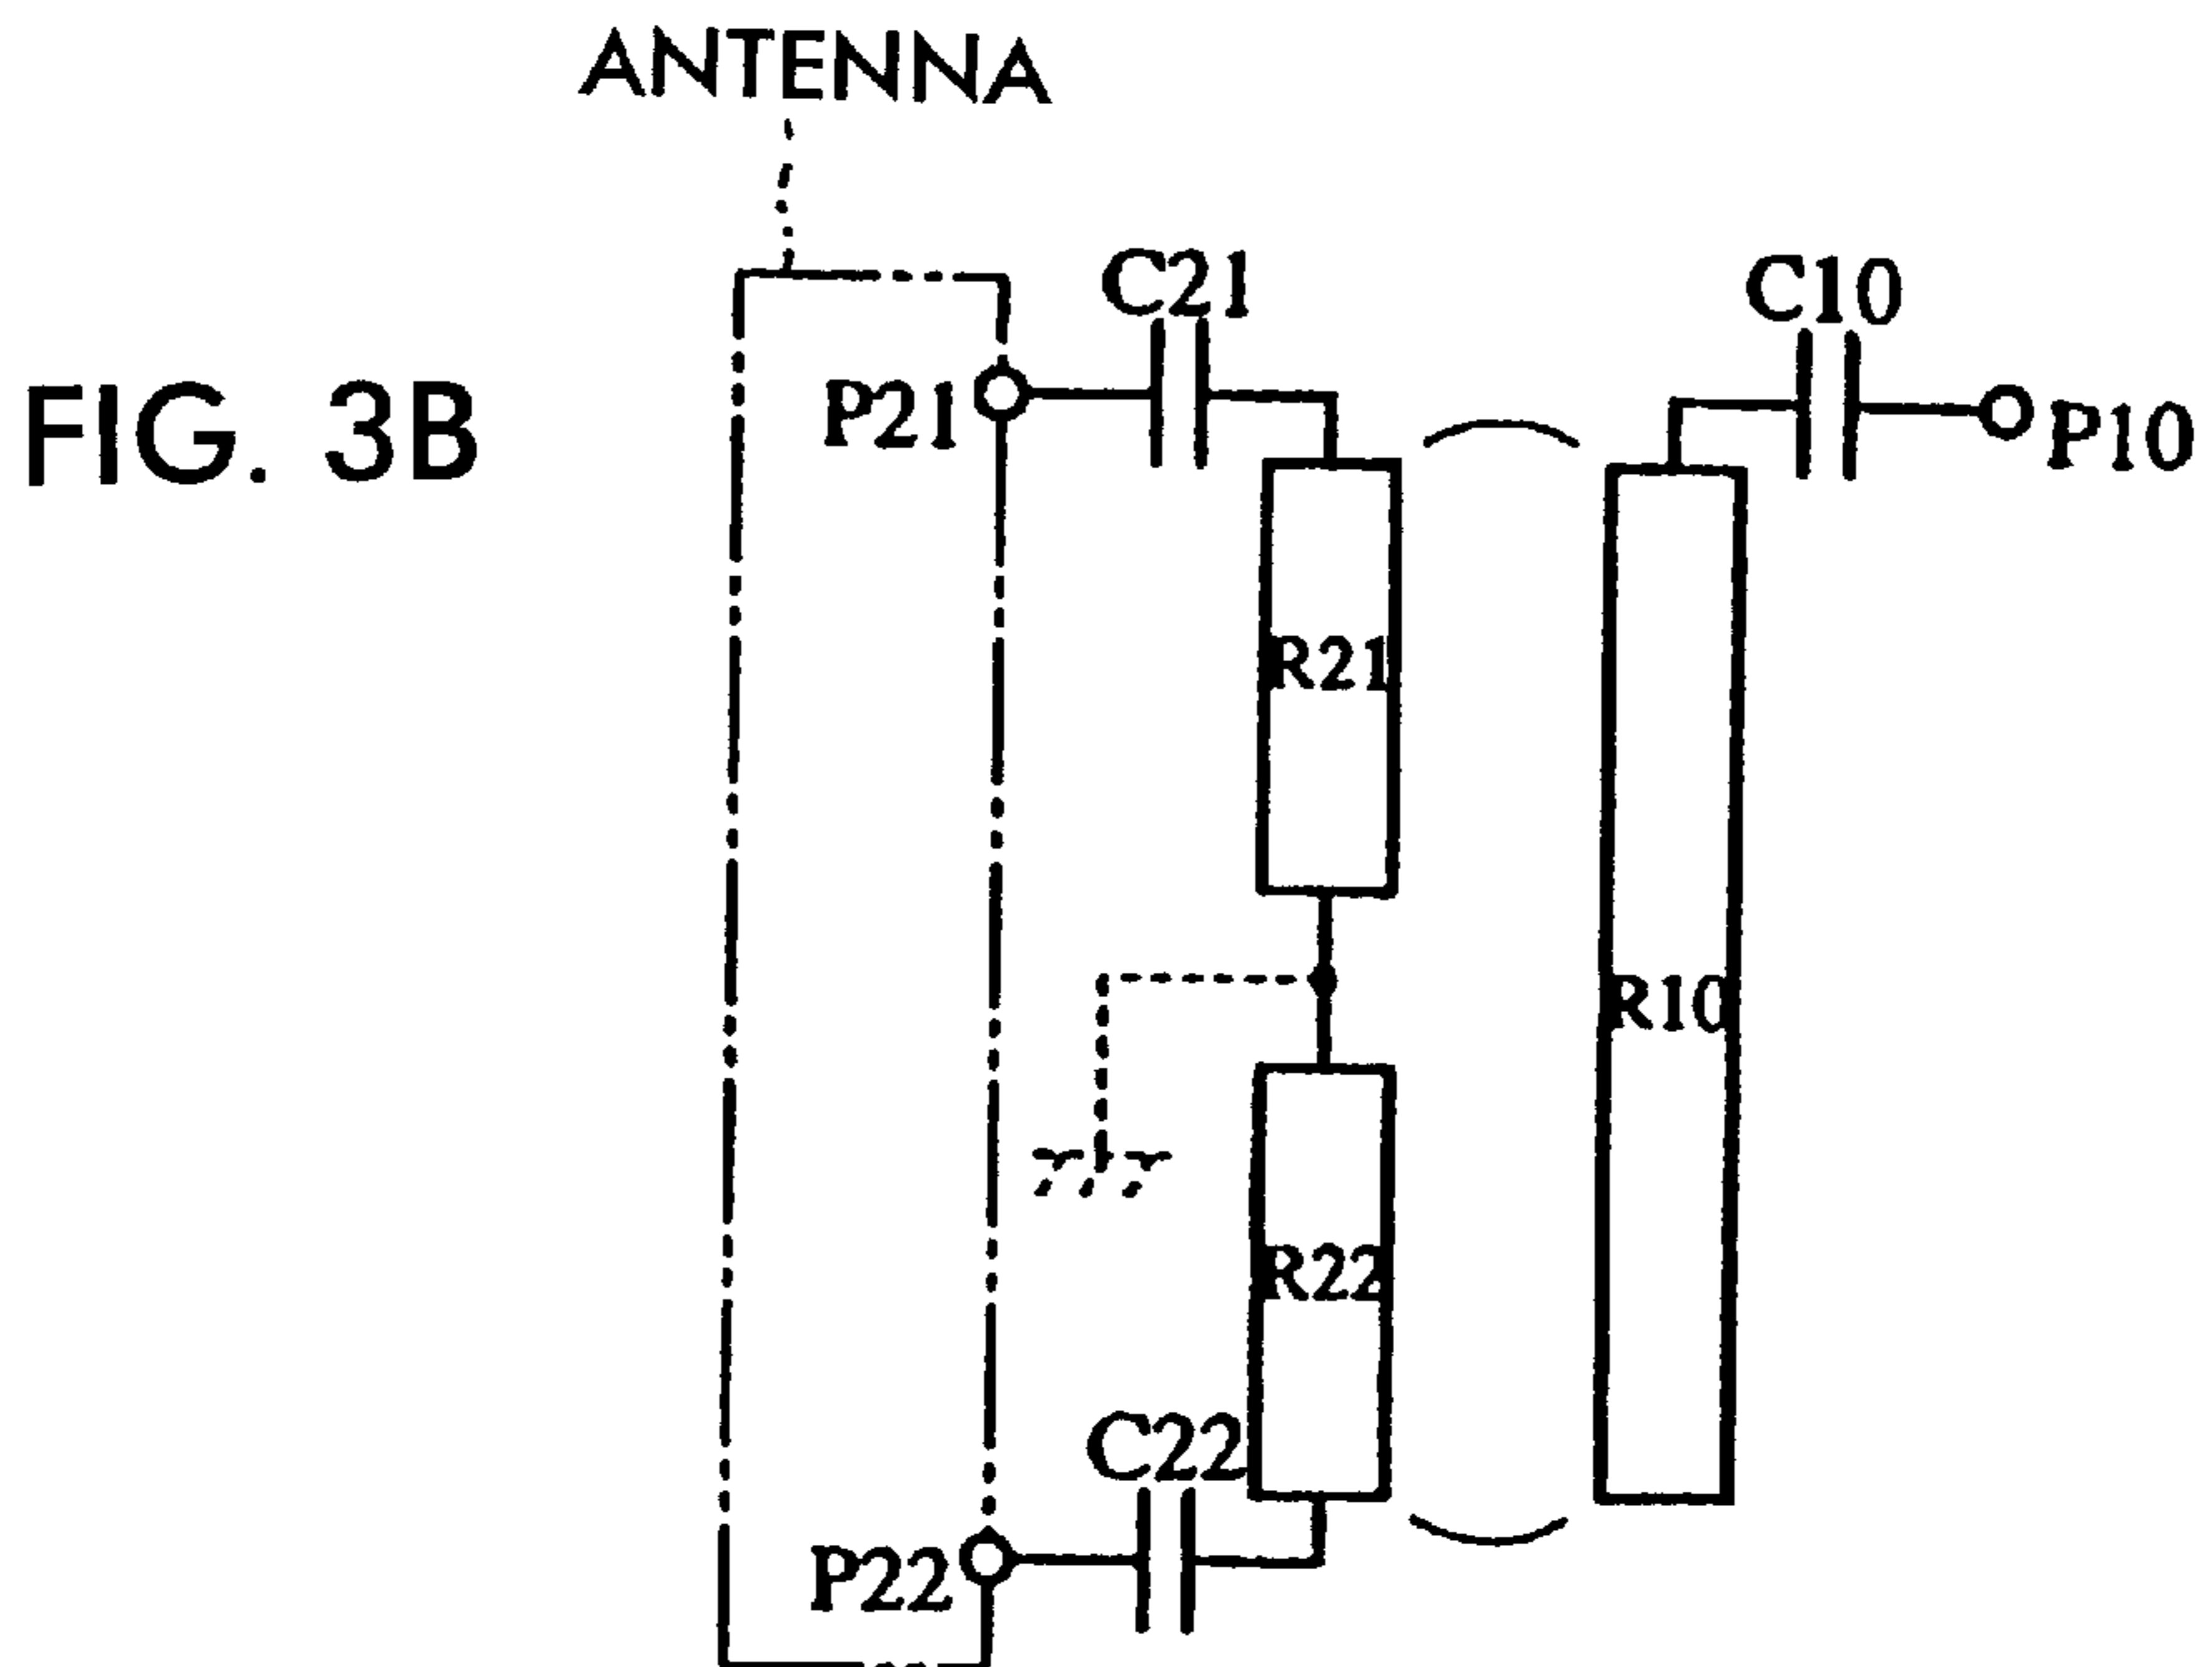 ANTENNA
C21
C10
FIG. 3B
P21
P10
R21
R10
R22
C22
P22